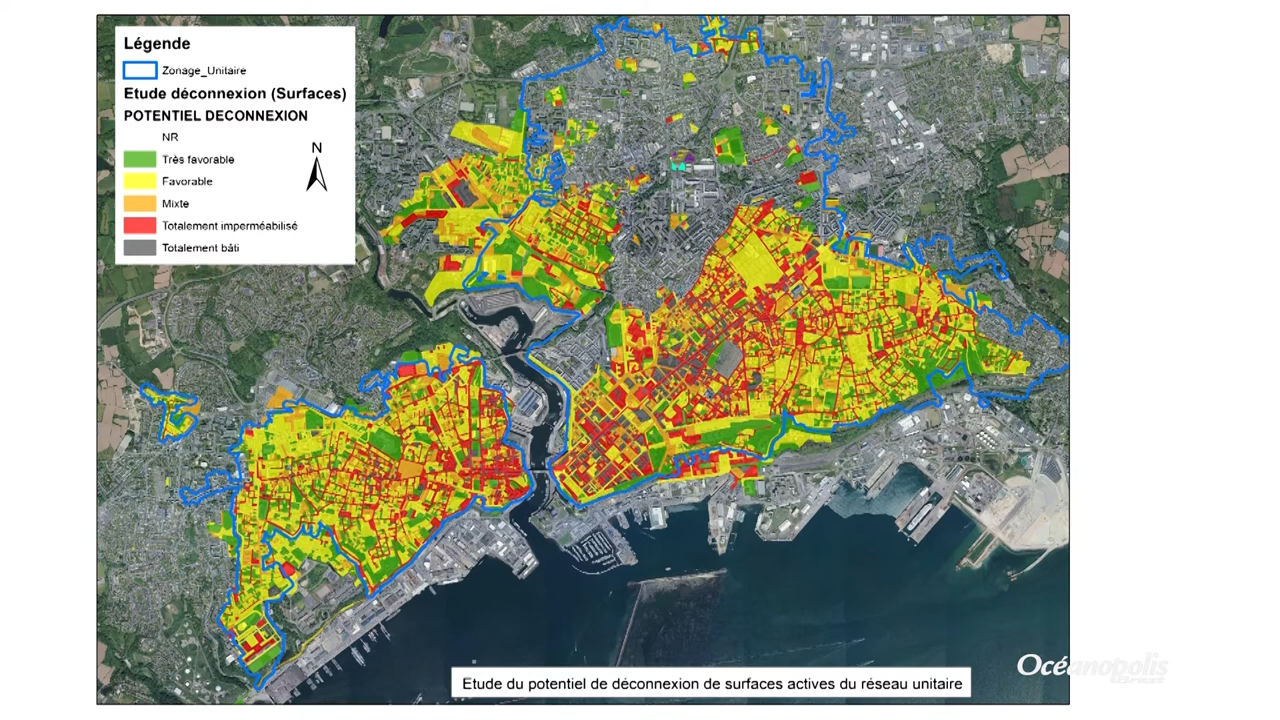 Légende
Zonage_Unitaire
Etude déconnexion (Surfaces)
POTENTIEL DECONNEXION
NR
N
Très favorable
Favorable
Mixte
Totalement imperméabilisé
Totalement bâti
Océanopolis
Brest
Etude du potentiel de déconnexion de surfaces actives du réseau unitaire